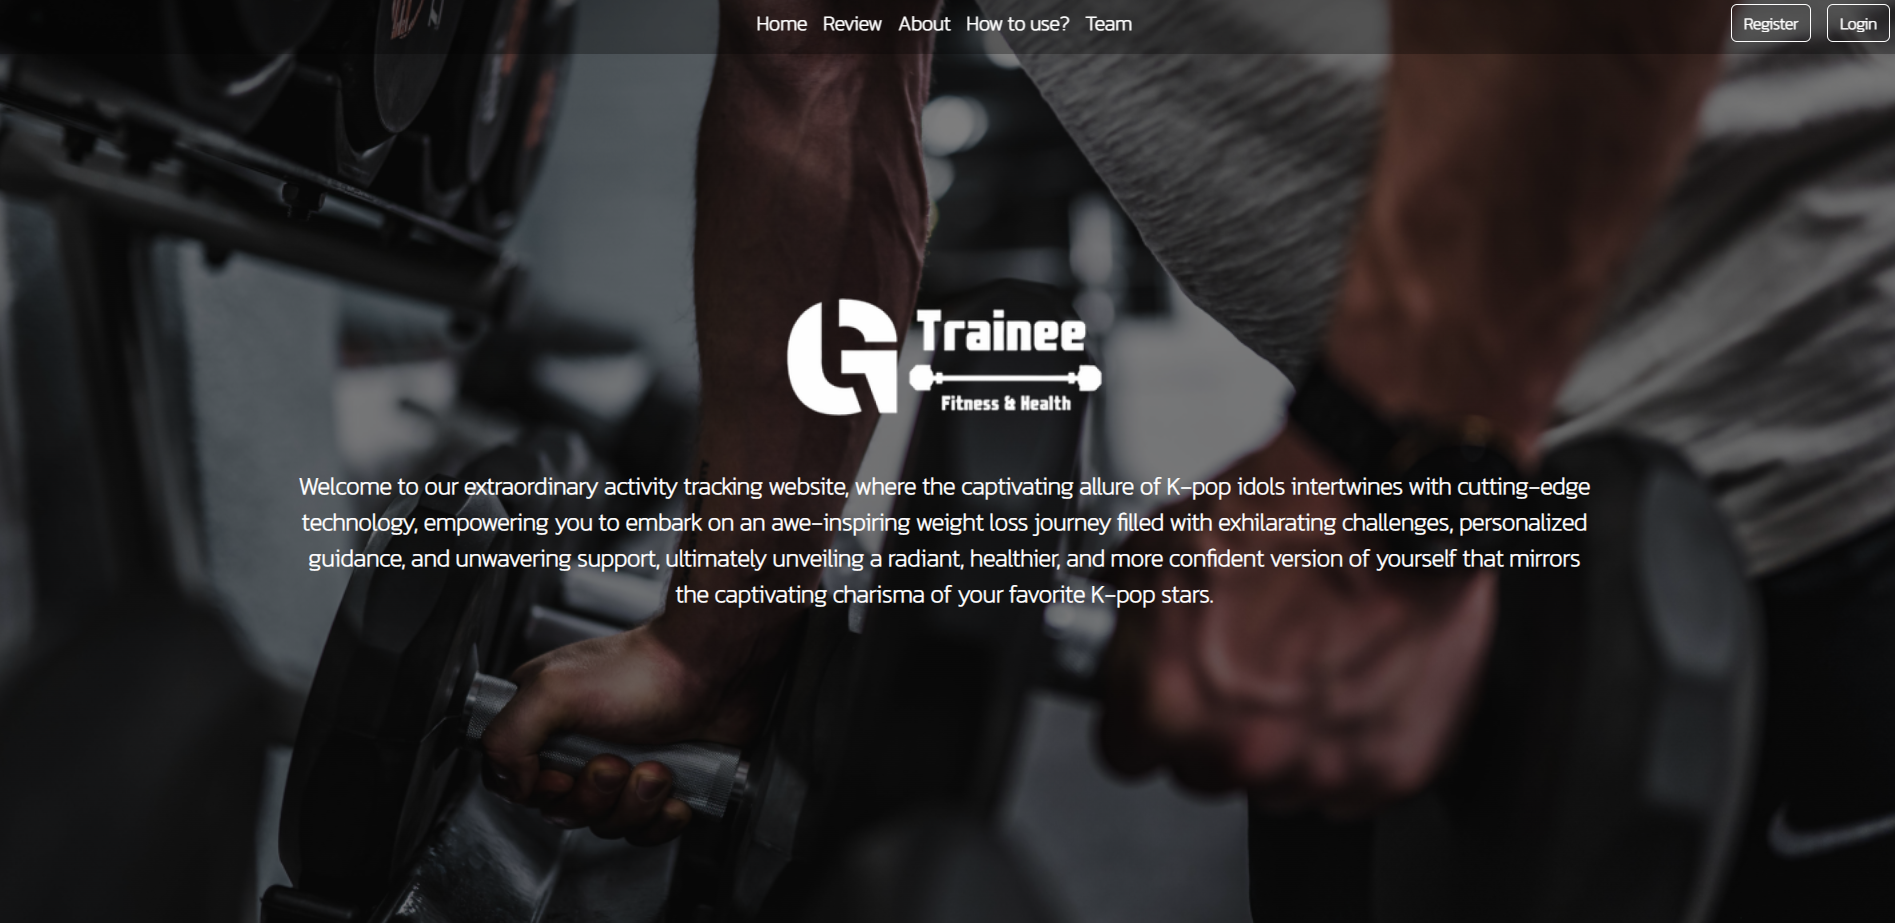 Home Review About How to use? Team Register Login
G Trainee
Fitness & Health
Welcome to our extraordinary activity tracking website, where the captivating allure of K-pop idols intertwines with cutting-edge
technology, empowering you to embark on an awe-inspiring weight loss journey filled with exhilarating challenges, personalized
guidance, and unwavering support, ultimately unveiling a radiant, healthier, and more confident version of yourself that mirrors
the captivating charisma of your favorite K-pop stars.